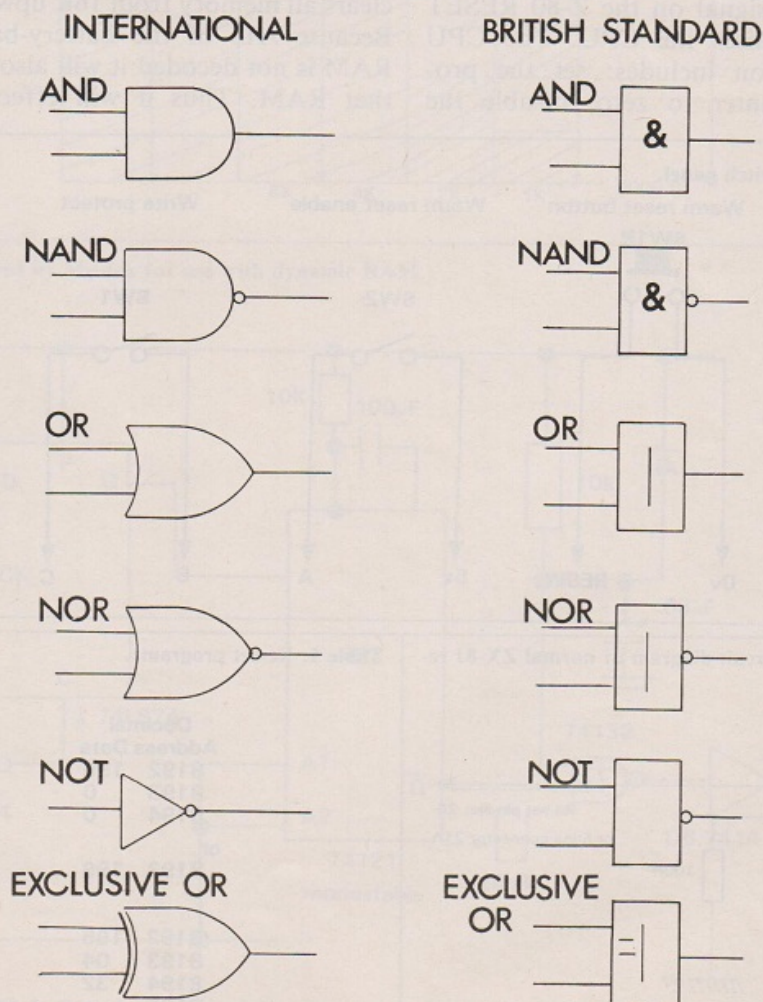 INTERNATIONAL
BRITISH STANDARD
AND
AND
&
NAND
NAND
&
OR
OR
NOR
NOR
NOT
NOT
EXCLUSIVE OR
EXCLUSIVE
OR